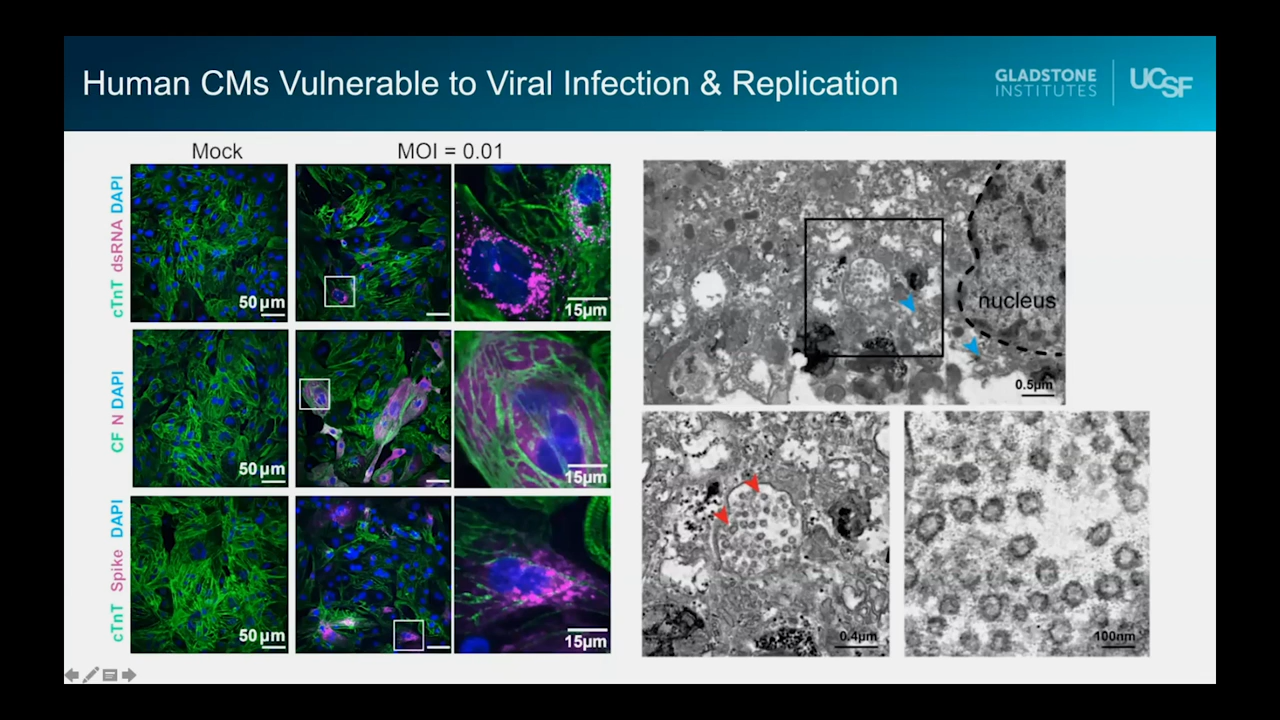 Human CMs Vulnerable to Viral Infection & Replication
GLADSTONE
INSTITUTES
UCSF
Mock
MOI = 0.01
cTnT dsRNA DAPI
50 µm
15µm
CF N DAPI
50 µm
15µm
cTnT Spike DAPI
50 µm
15µm
nucleus
0.5µm
0.4µm
100nm